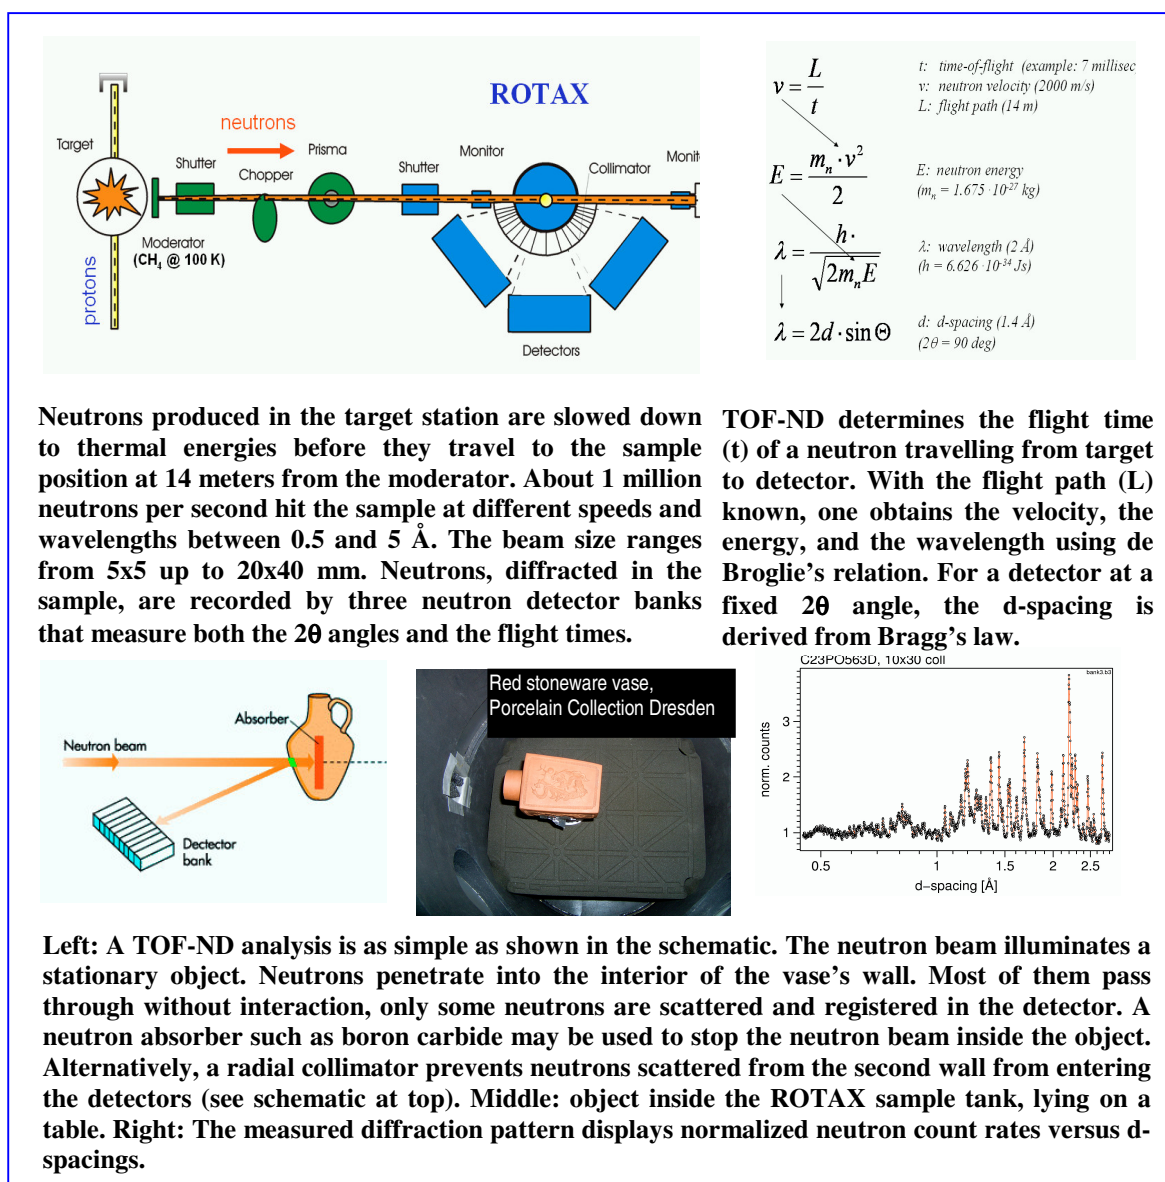 ROTAX
neutrons
Target
Shutter
Chopper
Prisma
Shutter
Monitor
Collimator
Monit
Moderator
(CH₄ @ 100 K)
protons
Detectors
v = L / t
t: time-of-flight (example: 7 millisec
v: neutron velocity (2000 m/s)
L: flight path (14 m)
E = mₙ · v² / 2
E: neutron energy
(mₙ = 1.675 · 10⁻²⁷ kg)
λ = h · / √2mₙE
λ: wavelength (2 Å)
(h = 6.626 · 10⁻³⁴ Js)
λ = 2d · sin Θ
d: d-spacing (1.4 Å)
(2θ = 90 deg)
Neutrons produced in the target station are slowed down
to thermal energies before they travel to the sample
position at 14 meters from the moderator. About 1 million
neutrons per second hit the sample at different speeds and
wavelengths between 0.5 and 5 Å. The beam size ranges
from 5x5 up to 20x40 mm. Neutrons, diffracted in the
sample, are recorded by three neutron detector banks
that measure both the 2θ angles and the flight times.
TOF-ND determines the flight time
(t) of a neutron travelling from target
to detector. With the flight path (L)
known, one obtains the velocity, the
energy, and the wavelength using de
Broglie's relation. For a detector at a
fixed 2θ angle, the d-spacing is
derived from Bragg's law.
Absorber
Neutron beam
Dectector
bank
Red stoneware vase,
Porcelain Collection Dresden
C23PO563D, 10x30 coll
bank3.b3
norm. counts
3
2
1
0.5 1 1.5 2 2.5
d−spacing [Å]
Left: A TOF-ND analysis is as simple as shown in the schematic. The neutron beam illuminates a
stationary object. Neutrons penetrate into the interior of the vase's wall. Most of them pass
through without interaction, only some neutrons are scattered and registered in the detector. A
neutron absorber such as boron carbide may be used to stop the neutron beam inside the object.
Alternatively, a radial collimator prevents neutrons scattered from the second wall from entering
the detectors (see schematic at top). Middle: object inside the ROTAX sample tank, lying on a
table. Right: The measured diffraction pattern displays normalized neutron count rates versus d-
spacings.